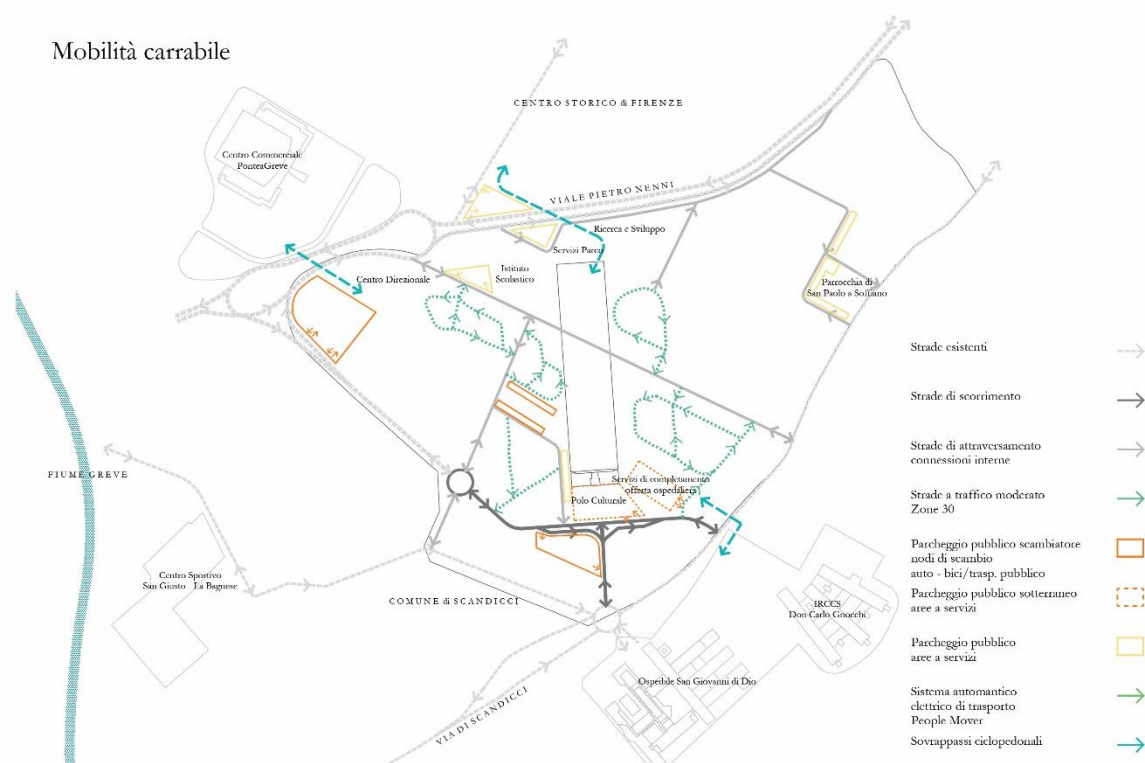 Mobilità carrabile
CENTRO STORICO di FIRENZE
Centro Commerciale
PonteaGreve
VIALE PIETRO NENNI
Ricerca e Sviluppo
Servizi Parco
Istituto
Scolastico
Centro Direzionale
Parrocchia di
San Paolo a Soffiano
FIUME GREVE
Servizi di completamento
offerta ospedaliera
Polo Culturale
Centro Sportivo
San Giusto La Bagnese
COMUNE di SCANDICCI
IRCCS
Don Carlo Gnocchi
Ospedale San Giovanni di Dio
VIA DI SCANDICCI
Strade esistenti
Strade di scorrimento
Strade di attraversamento
connessioni interne
Strade a traffico moderato
Zone 30
Parcheggio pubblico scambiatore
nodi di scambio
auto - bici/trasp. pubblico
Parcheggio pubblico sotterraneo
aree a servizi
Parcheggio pubblico
aree a servizi
Sistema automantico
elettrico di trasporto
People Mover
Sovrappassi ciclopedonali